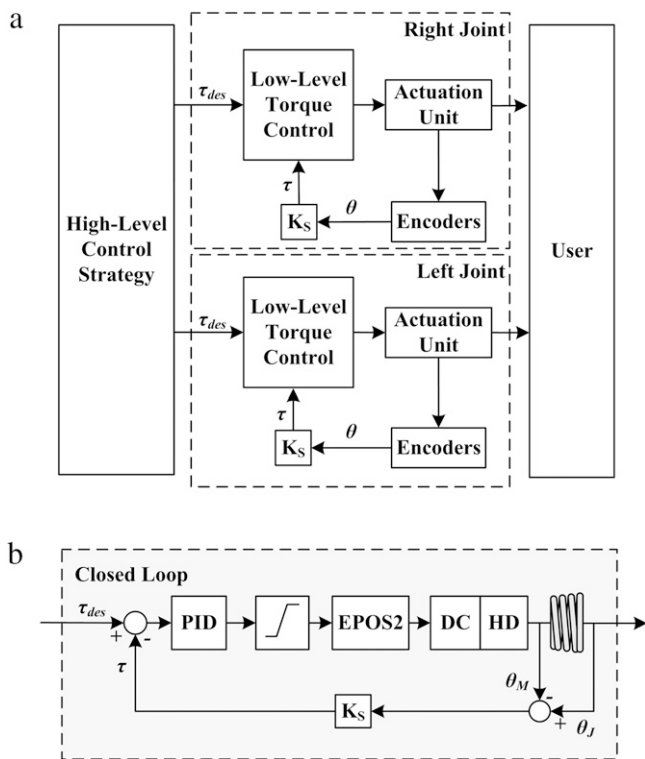 a
High-Level
Control
Strategy
Right Joint
τdes
Low-Level
Torque
Control
Actuation
Unit
τ
KS
θ
Encoders
Left Joint
τdes
Low-Level
Torque
Control
Actuation
Unit
τ
KS
θ
Encoders
User
b
Closed Loop
τdes
+
-
PID
EPOS2
DC
HD
τ
KS
θM
-
+
θJ